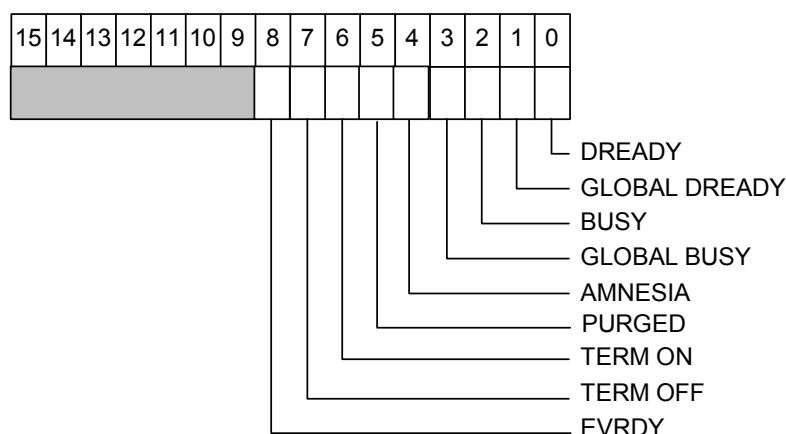 15 14 13 12 11 10 9 8 7 6 5 4 3 2 1 0
DREADY
GLOBAL DREADY
BUSY
GLOBAL BUSY
AMNESIA
PURGED
TERM ON
TERM OFF
EVRDY